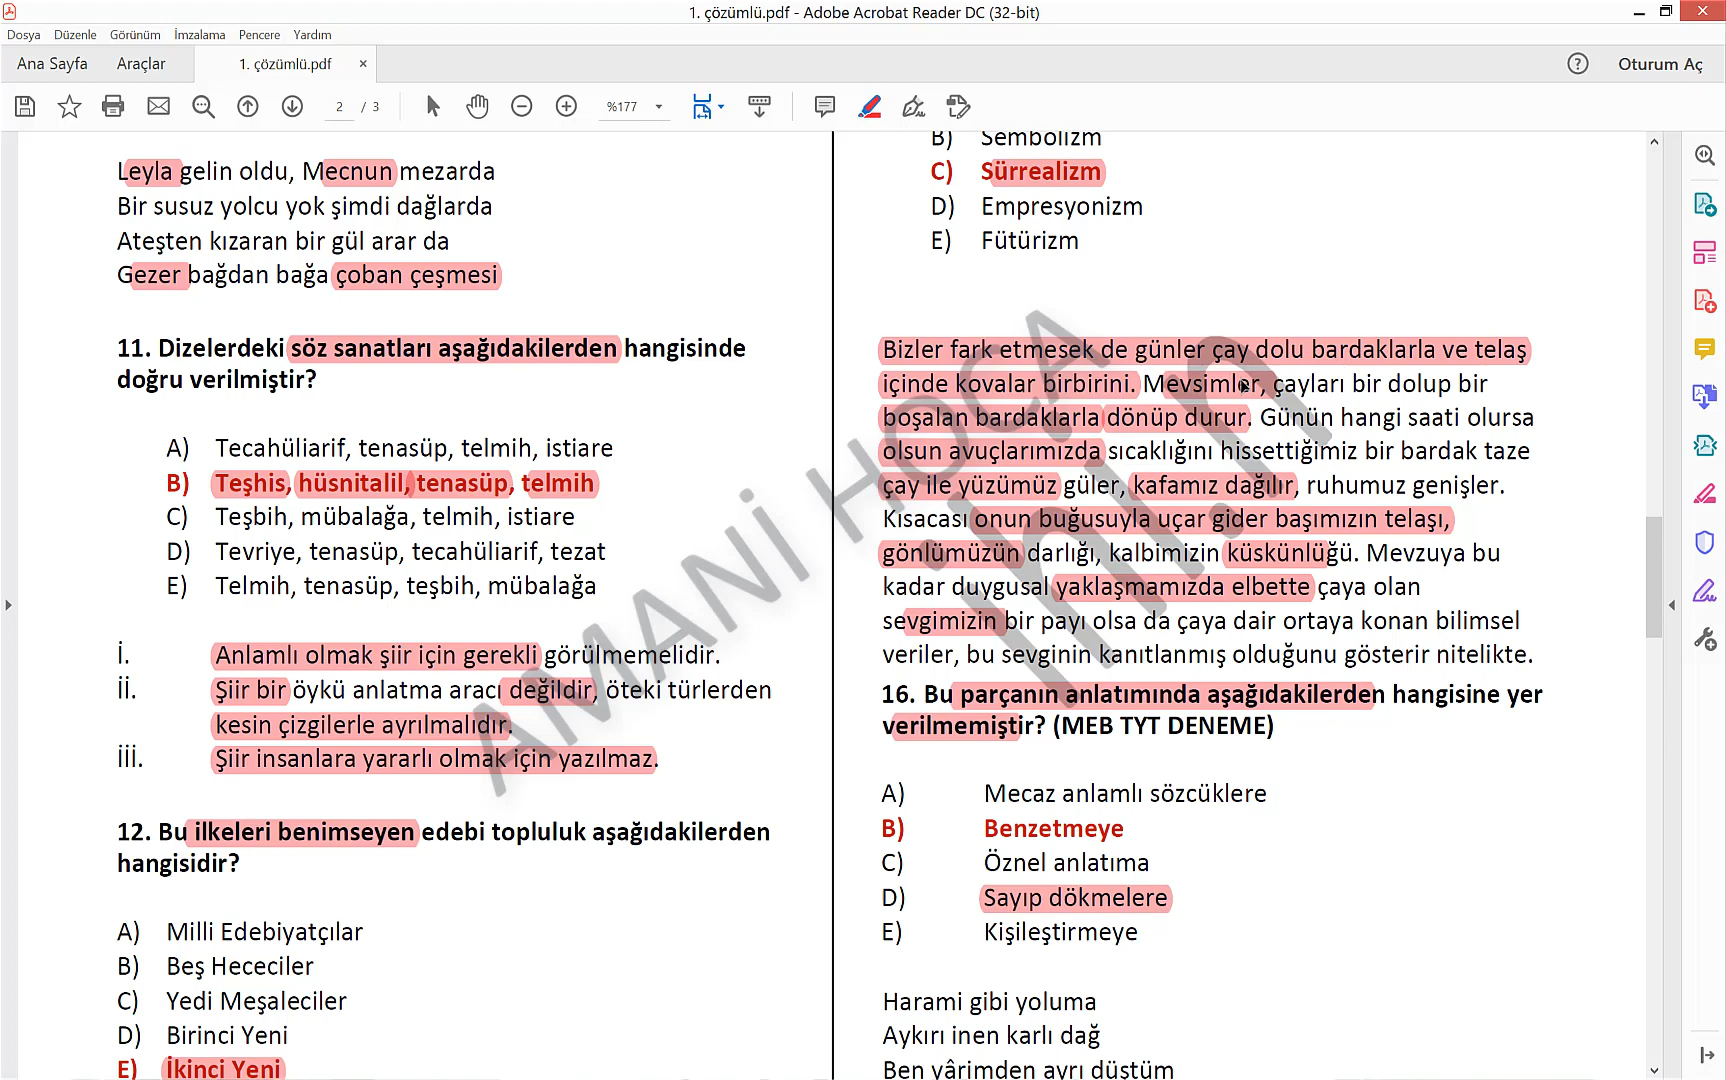 1. çözümlü.pdf - Adobe Acrobat Reader DC (32-bit)
Dosya Düzenle Görünüm İmzalama Pencere Yardım
Ana Sayfa Araçlar 1. çözümlü.pdf × Oturum Aç
2 / 3 %177
Leyla gelin oldu, Mecnun mezarda
Bir susuz yolcu yok şimdi dağlarda
Ateşten kızaran bir gül arar da
Gezer bağdan bağa çoban çeşmesi
11. Dizelerdeki söz sanatları aşağıdakilerden hangisinde
doğru verilmiştir?
A) Tecahüliarif, tenasüp, telmih, istiare
B) Teşhis, hüsnitalil, tenasüp, telmih
C) Teşbih, mübalağa, telmih, istiare
D) Tevriye, tenasüp, tecahüliarif, tezat
E) Telmih, tenasüp, teşbih, mübalağa
İ. Anlamlı olmak şiir için gerekli görülmemelidir.
İİ. Şiir bir öykü anlatma aracı değildir, öteki türlerden
kesin çizgilerle ayrılmalıdır.
İİİ. Şiir insanlara yararlı olmak için yazılmaz.
12. Bu ilkeleri benimseyen edebi topluluk aşağıdakilerden
hangisidir?
A) Milli Edebiyatçılar
B) Beş Hececiler
C) Yedi Meşaleciler
D) Birinci Yeni
E) İkinci Yeni
B) Sembolizm
C) Sürrealizm
D) Empresyonizm
E) Fütürizm
Bizler fark etmesek de günler çay dolu bardaklarla ve telaş
içinde kovalar birbirini. Mevsimler, çayları bir dolup bir
boşalan bardaklarla dönüp durur. Günün hangi saati olursa
olsun avuçlarımızda sıcaklığını hissettiğimiz bir bardak taze
çay ile yüzümüz güler, kafamız dağılır, ruhumuz genişler.
Kısacası onun buğusuyla uçar gider başımızın telaşı,
gönlümüzün darlığı, kalbimizin küskünlüğü. Mevzuya bu
kadar duygusal yaklaşmamızda elbette çaya olan
sevgimizin bir payı olsa da çaya dair ortaya konan bilimsel
veriler, bu sevginin kanıtlanmış olduğunu gösterir nitelikte.
16. Bu parçanın anlatımında aşağıdakilerden hangisine yer
verilmemiştir? (MEB TYT DENEME)
A) Mecaz anlamlı sözcüklere
B) Benzetmeye
C) Öznel anlatıma
D) Sayıp dökmelere
E) Kişileştirmeye
Harami gibi yoluma
Aykırı inen karlı dağ
Ben yârimden ayrı düştüm
AMANİ HOCA